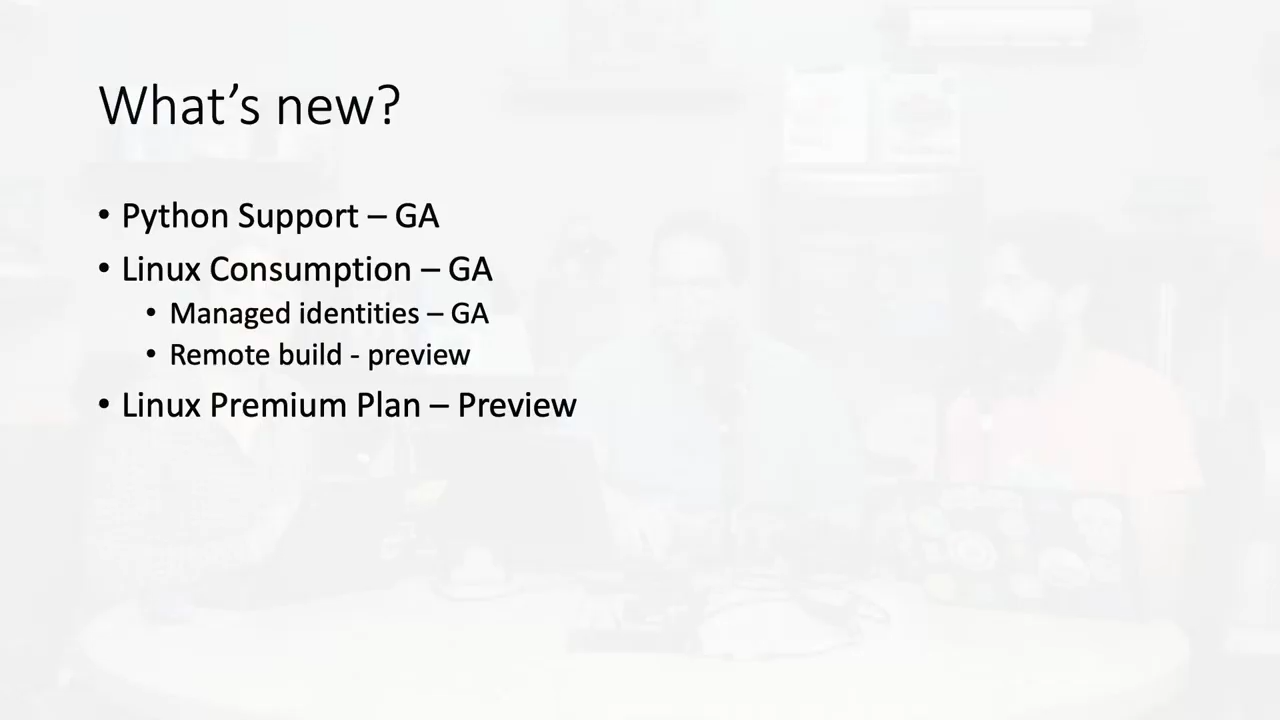 What’s new?
• Python Support – GA
• Linux Consumption – GA
• Managed identities – GA
• Remote build - preview
• Linux Premium Plan – Preview